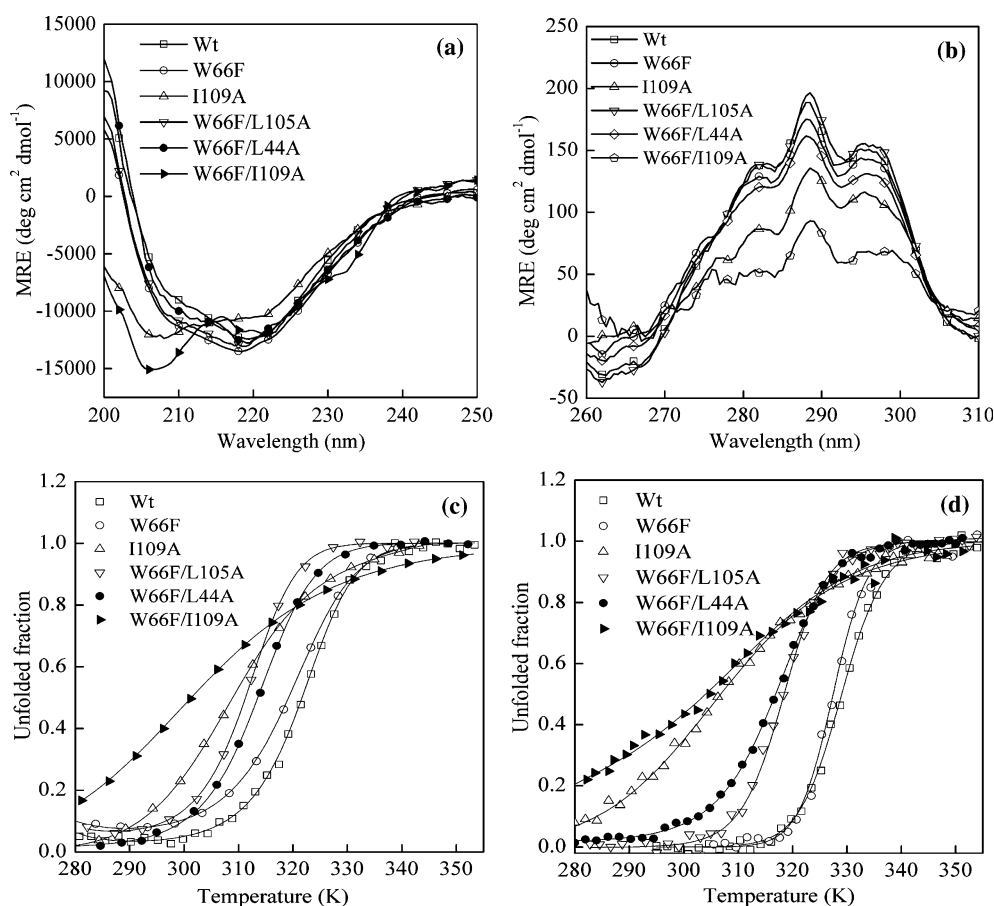 (a)
Wt
W66F
I109A
W66F/L105A
W66F/L44A
W66F/I109A
15000
10000
5000
0
-5000
-10000
-15000
MRE (deg cm² dmol⁻¹)
200 210 220 230 240 250
Wavelength (nm)
(b)
Wt
W66F
I109A
W66F/L105A
W66F/L44A
W66F/I109A
250
200
150
100
50
0
-50
MRE (deg cm² dmol⁻¹)
260 270 280 290 300 310
Wavelength (nm)
(c)
Wt
W66F
I109A
W66F/L105A
W66F/L44A
W66F/I109A
1.2
1.0
0.8
0.6
0.4
0.2
0.0
Unfolded fraction
280 290 300 310 320 330 340 350
Temperature (K)
(d)
Wt
W66F
I109A
W66F/L105A
W66F/L44A
W66F/I109A
1.2
1.0
0.8
0.6
0.4
0.2
0.0
Unfolded fraction
280 290 300 310 320 330 340 350
Temperature (K)